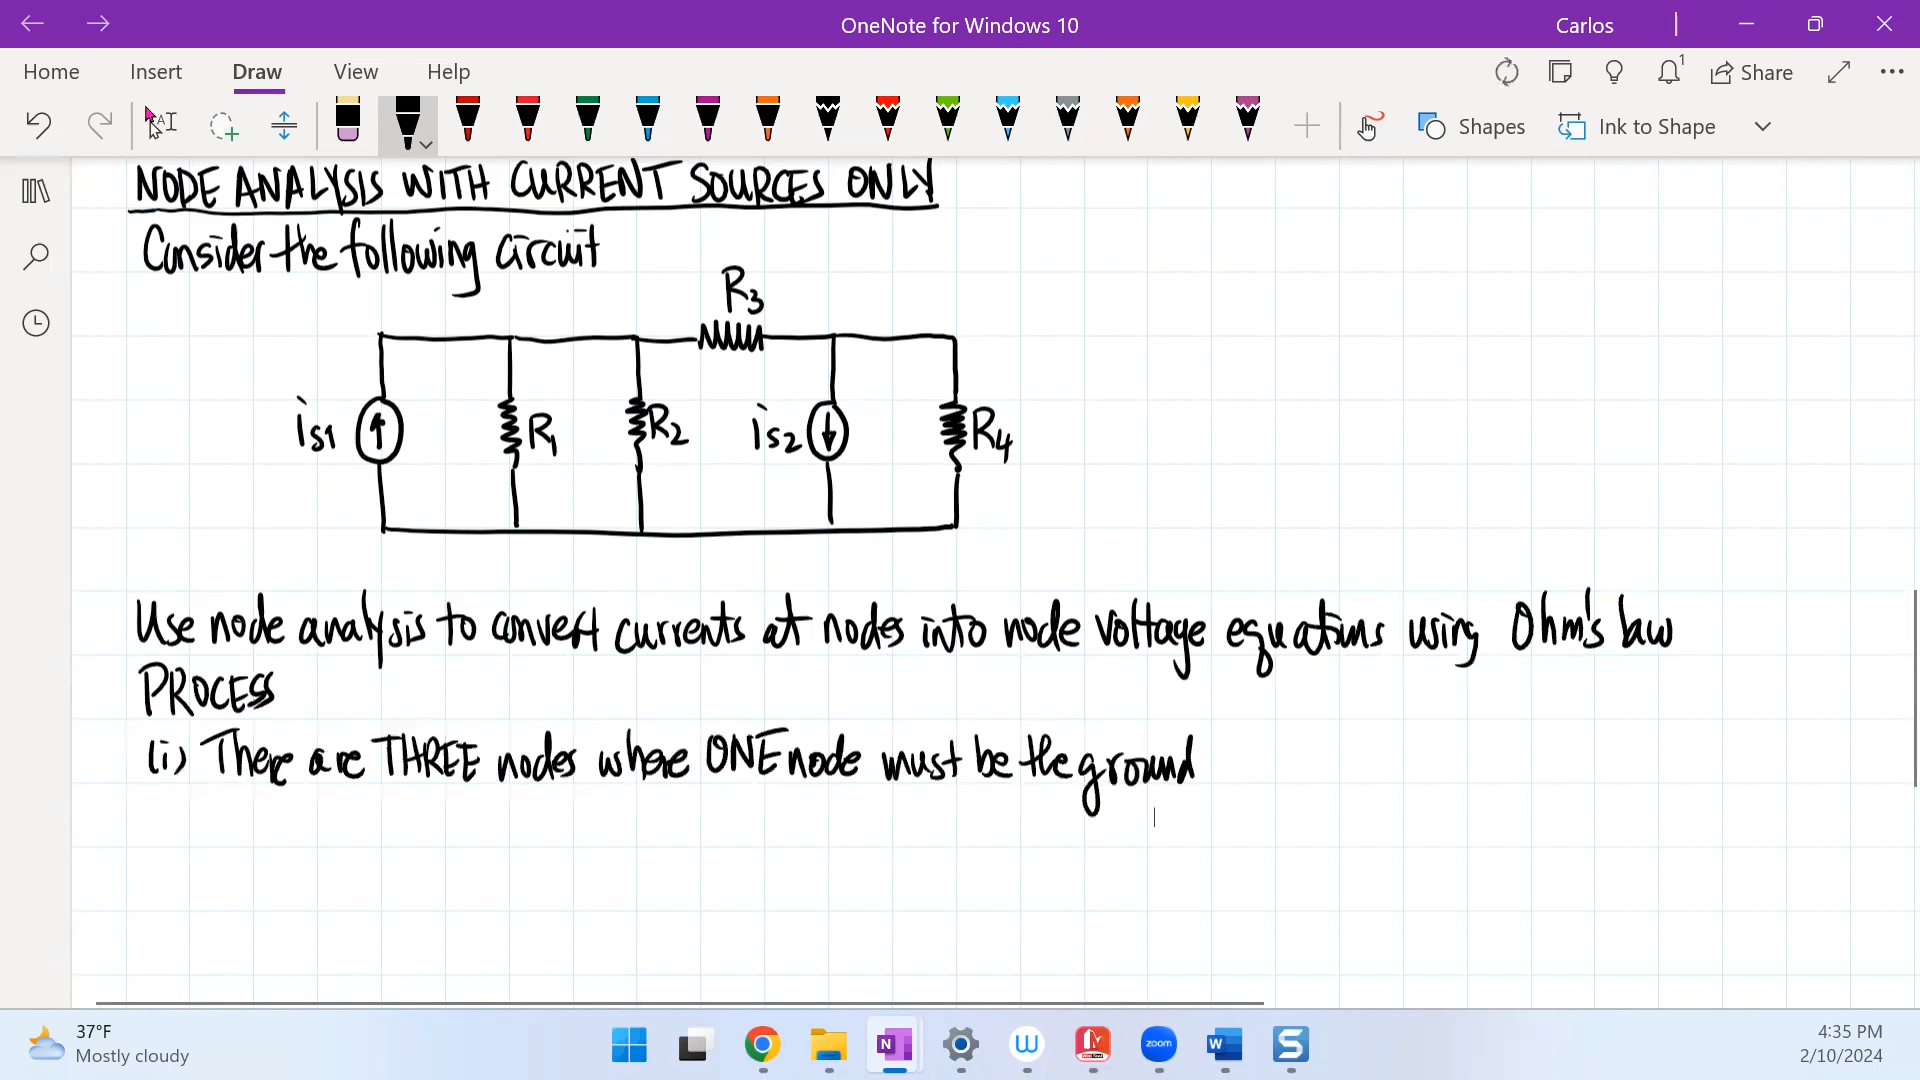 OneNote for Windows 10
Carlos
Home Insert Draw View Help
1
Share
Shapes
Ink to Shape
NODE ANALYSIS WITH CURRENT SOURCES ONLY
Consider the following circuit
R3
is1
R1
R2
is2
R4
Use node analysis to convert currents at nodes into node voltage equations using Ohm's law
PROCESS
(i) There are THREE nodes where ONE node must be the ground
37°F
Mostly cloudy
N
W
zoom
W
S
4:35 PM
2/10/2024